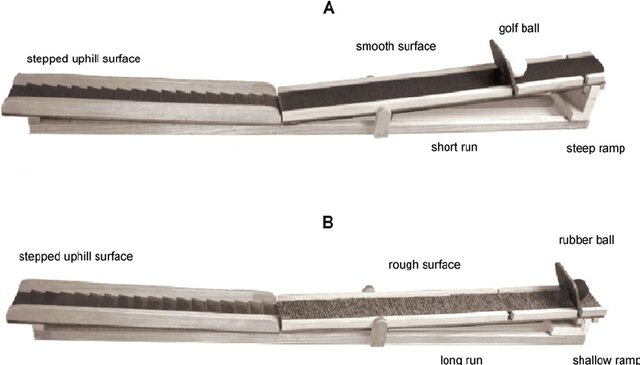 A
golf ball
smooth surface
stepped uphill surface
short run
steep ramp
B
rubber ball
stepped uphill surface
rough surface
long run
shallow ramp